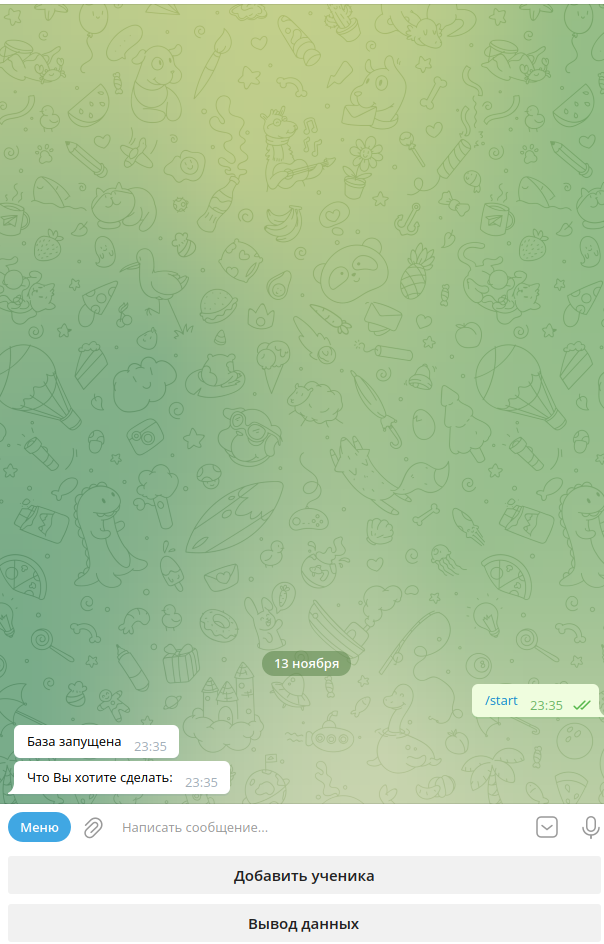 13 ноября
/start 23:35
База запущена 23:35
Что Вы хотите сделать: 23:35
Меню Написать сообщение...
Добавить ученика
Вывод данных